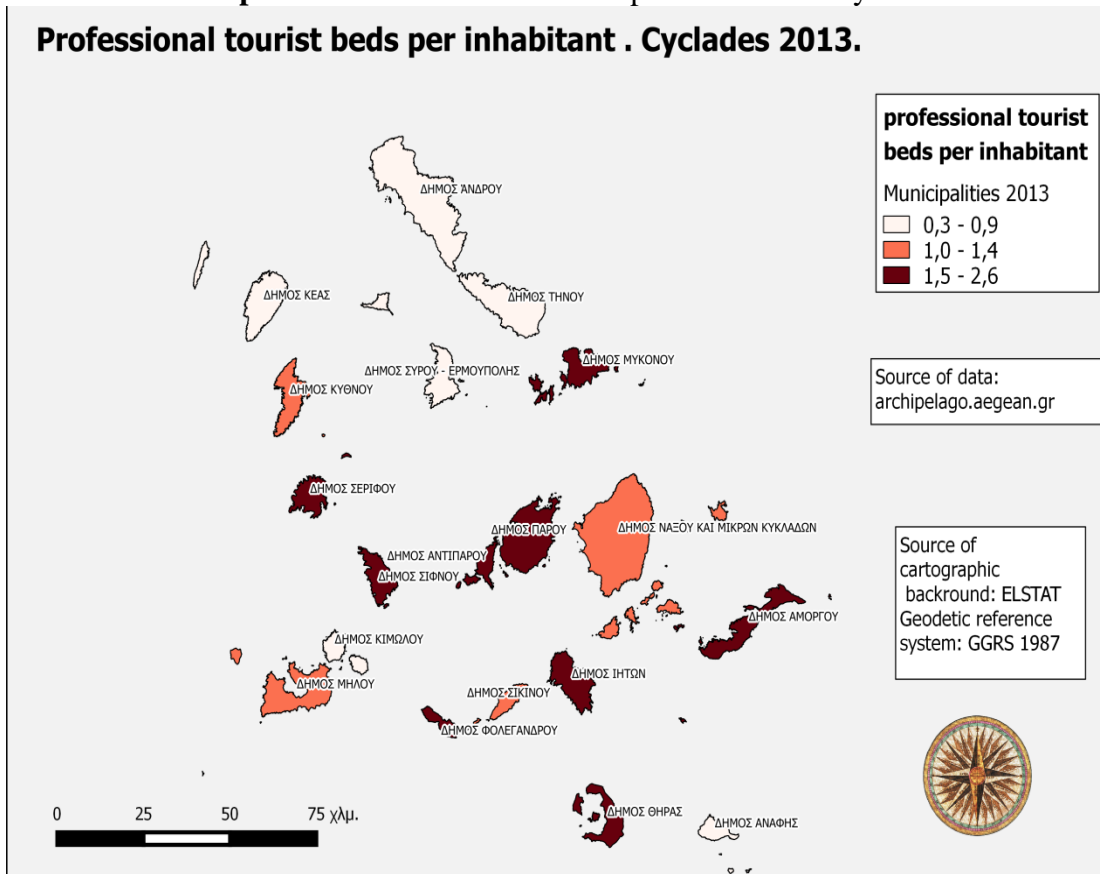 Professional tourist beds per inhabitant . Cyclades 2013.
professional tourist
beds per inhabitant
Municipalities 2013
0,3 - 0,9
1,0 - 1,4
1,5 - 2,6
Source of data:
archipelago.aegean.gr
Source of
cartographic
backround: ELSTAT
Geodetic reference
system: GGRS 1987
ΔΗΜΟΣ ΆΝΔΡΟΥ
ΔΗΜΟΣ ΚΕΑΣ
ΔΗΜΟΣ ΤΗΝΟΥ
ΔΗΜΟΣ ΣΥΡΟΥ - ΕΡΜΟΥΠΟΛΗΣ
ΔΗΜΟΣ ΜΥΚΟΝΟΥ
ΔΗΜΟΣ ΚΥΘΝΟΥ
ΔΗΜΟΣ ΣΕΡΙΦΟΥ
ΔΗΜΟΣ ΠΑΡΟΥ
ΔΗΜΟΣ ΝΑΞΟΥ ΚΑΙ ΜΙΚΡΩΝ ΚΥΚΛΑΔΩΝ
ΔΗΜΟΣ ΑΝΤΙΠΑΡΟΥ
ΔΗΜΟΣ ΣΙΦΝΟΥ
ΔΗΜΟΣ ΑΜΟΡΓΟΥ
ΔΗΜΟΣ ΚΙΜΩΛΟΥ
ΔΗΜΟΣ ΙΗΤΩΝ
ΔΗΜΟΣ ΜΗΛΟΥ
ΔΗΜΟΣ ΣΙΚΙΝΟΥ
ΔΗΜΟΣ ΦΟΛΕΓΑΝΔΡΟΥ
ΔΗΜΟΣ ΘΗΡΑΣ
ΔΗΜΟΣ ΑΝΑΦΗΣ
0 25 50 75 χλμ.